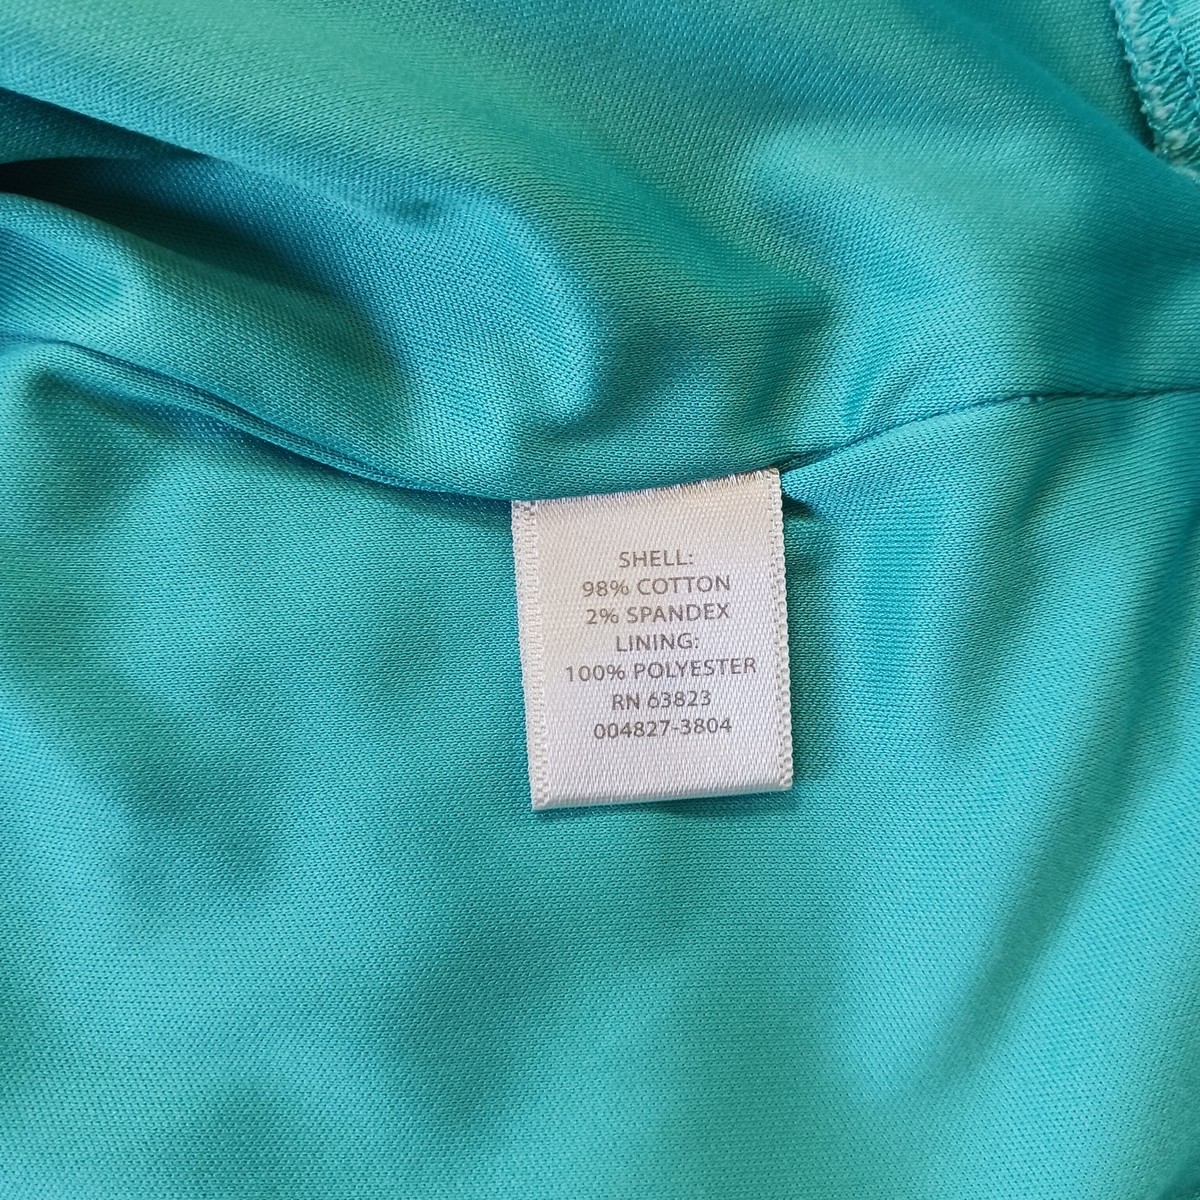 SHELL:
98% COTTON
2% SPANDEX
LINING:
100% POLYESTER
RN 63823
004827-3804